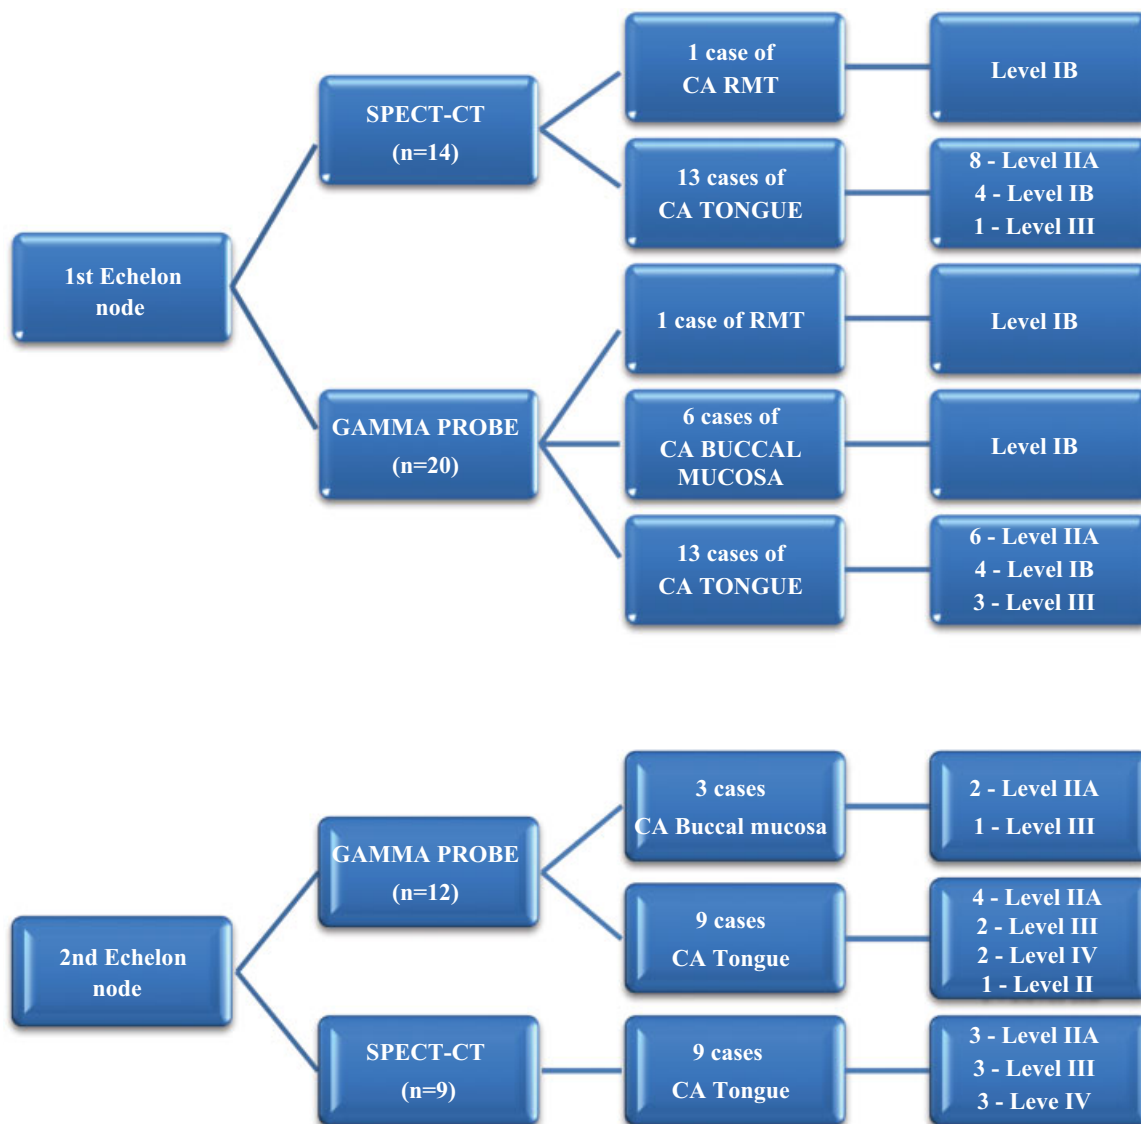 1st Echelon
node
SPECT-CT
(n=14)
1 case of
CA RMT
Level IB
13 cases of
CA TONGUE
8 - Level IIA
4 - Level IB
1 - Level III
GAMMA PROBE
(n=20)
1 case of RMT
Level IB
6 cases of
CA BUCCAL
MUCOSA
Level IB
13 cases of
CA TONGUE
6 - Level IIA
4 - Level IB
3 - Level III
2nd Echelon
node
GAMMA PROBE
(n=12)
3 cases
CA Buccal mucosa
2 - Level IIA
1 - Level III
9 cases
CA Tongue
4 - Level IIA
2 - Level III
2 - Level IV
1 - Level II
SPECT-CT
(n=9)
9 cases
CA Tongue
3 - Level IIA
3 - Level III
3 - Leve IV